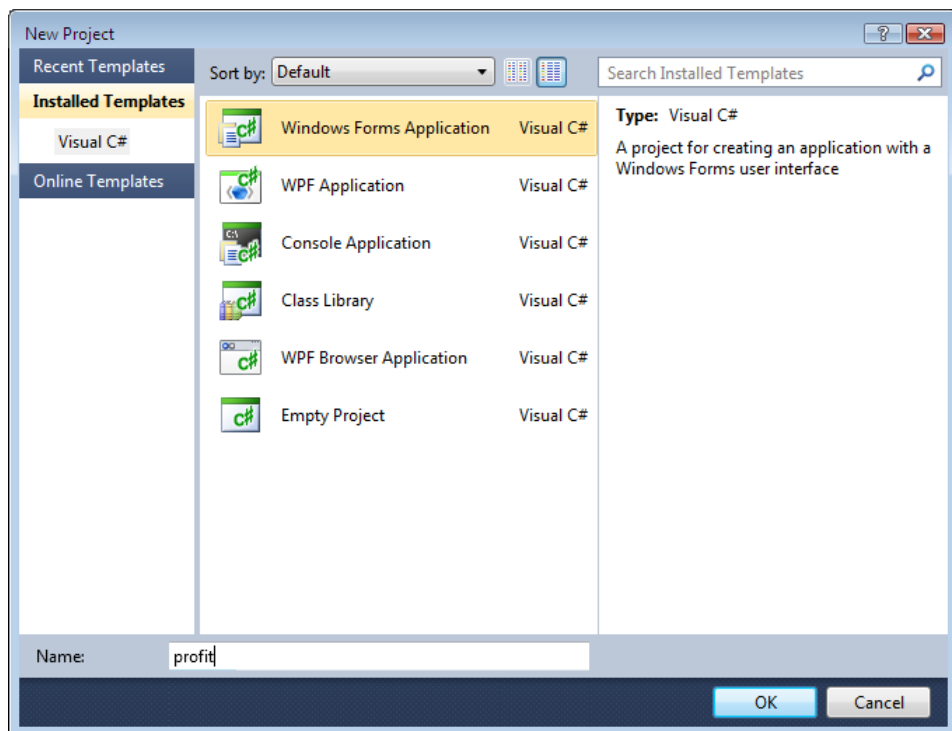 New Project
Recent Templates
Installed Templates
Visual C#
Online Templates
Sort by: Default
Search Installed Templates
Windows Forms Application Visual C#
WPF Application Visual C#
Console Application Visual C#
Class Library Visual C#
WPF Browser Application Visual C#
Empty Project Visual C#
Type: Visual C#
A project for creating an application with a
Windows Forms user interface
Name: profit
OK Cancel